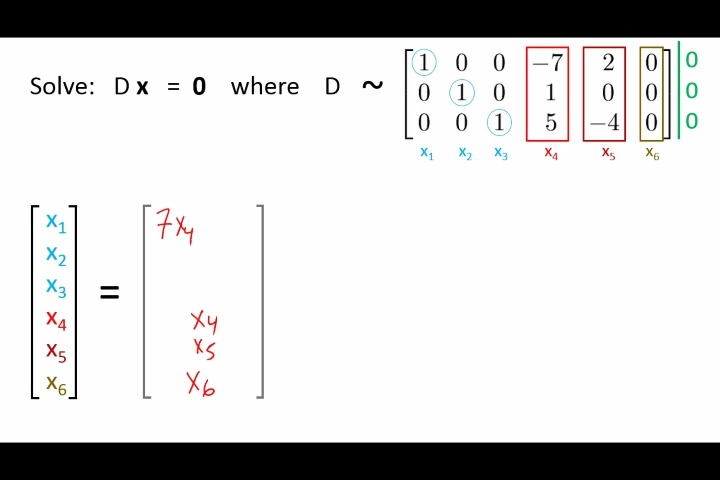 Solve: D x = 0 where D ~
1 0 0 −7 2 0 0
0 1 0 1 0 0 0
0 0 1 5 −4 0 0
x₁ x₂ x₃ x₄ x₅ x₆
x₁
x₂
x₃
x₄
x₅
x₆
=
7x₄
x₄
x₅
x₆